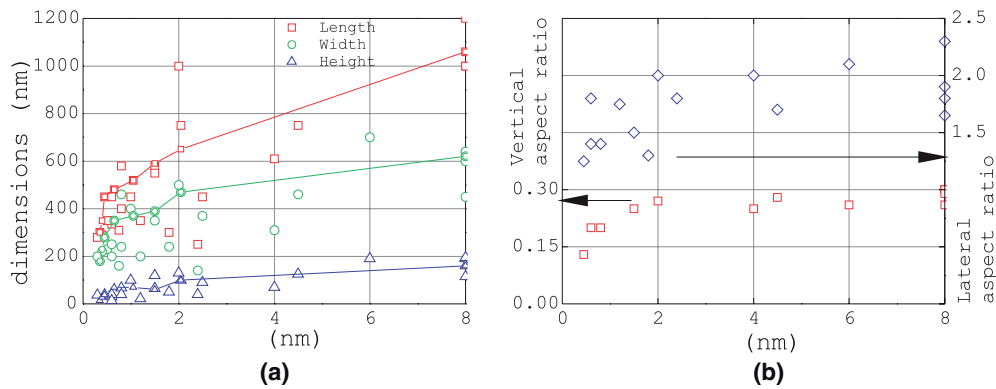 1200
1000
800
600
400
200
0
dimensions (nm)
Length
Width
Height
0 2 4 6 8
(nm)
(a)
0.30
0.15
0.00
Vertical
aspect ratio
2.5
2.0
1.5
Lateral
aspect ratio
0 2 4 6 8
(nm)
(b)